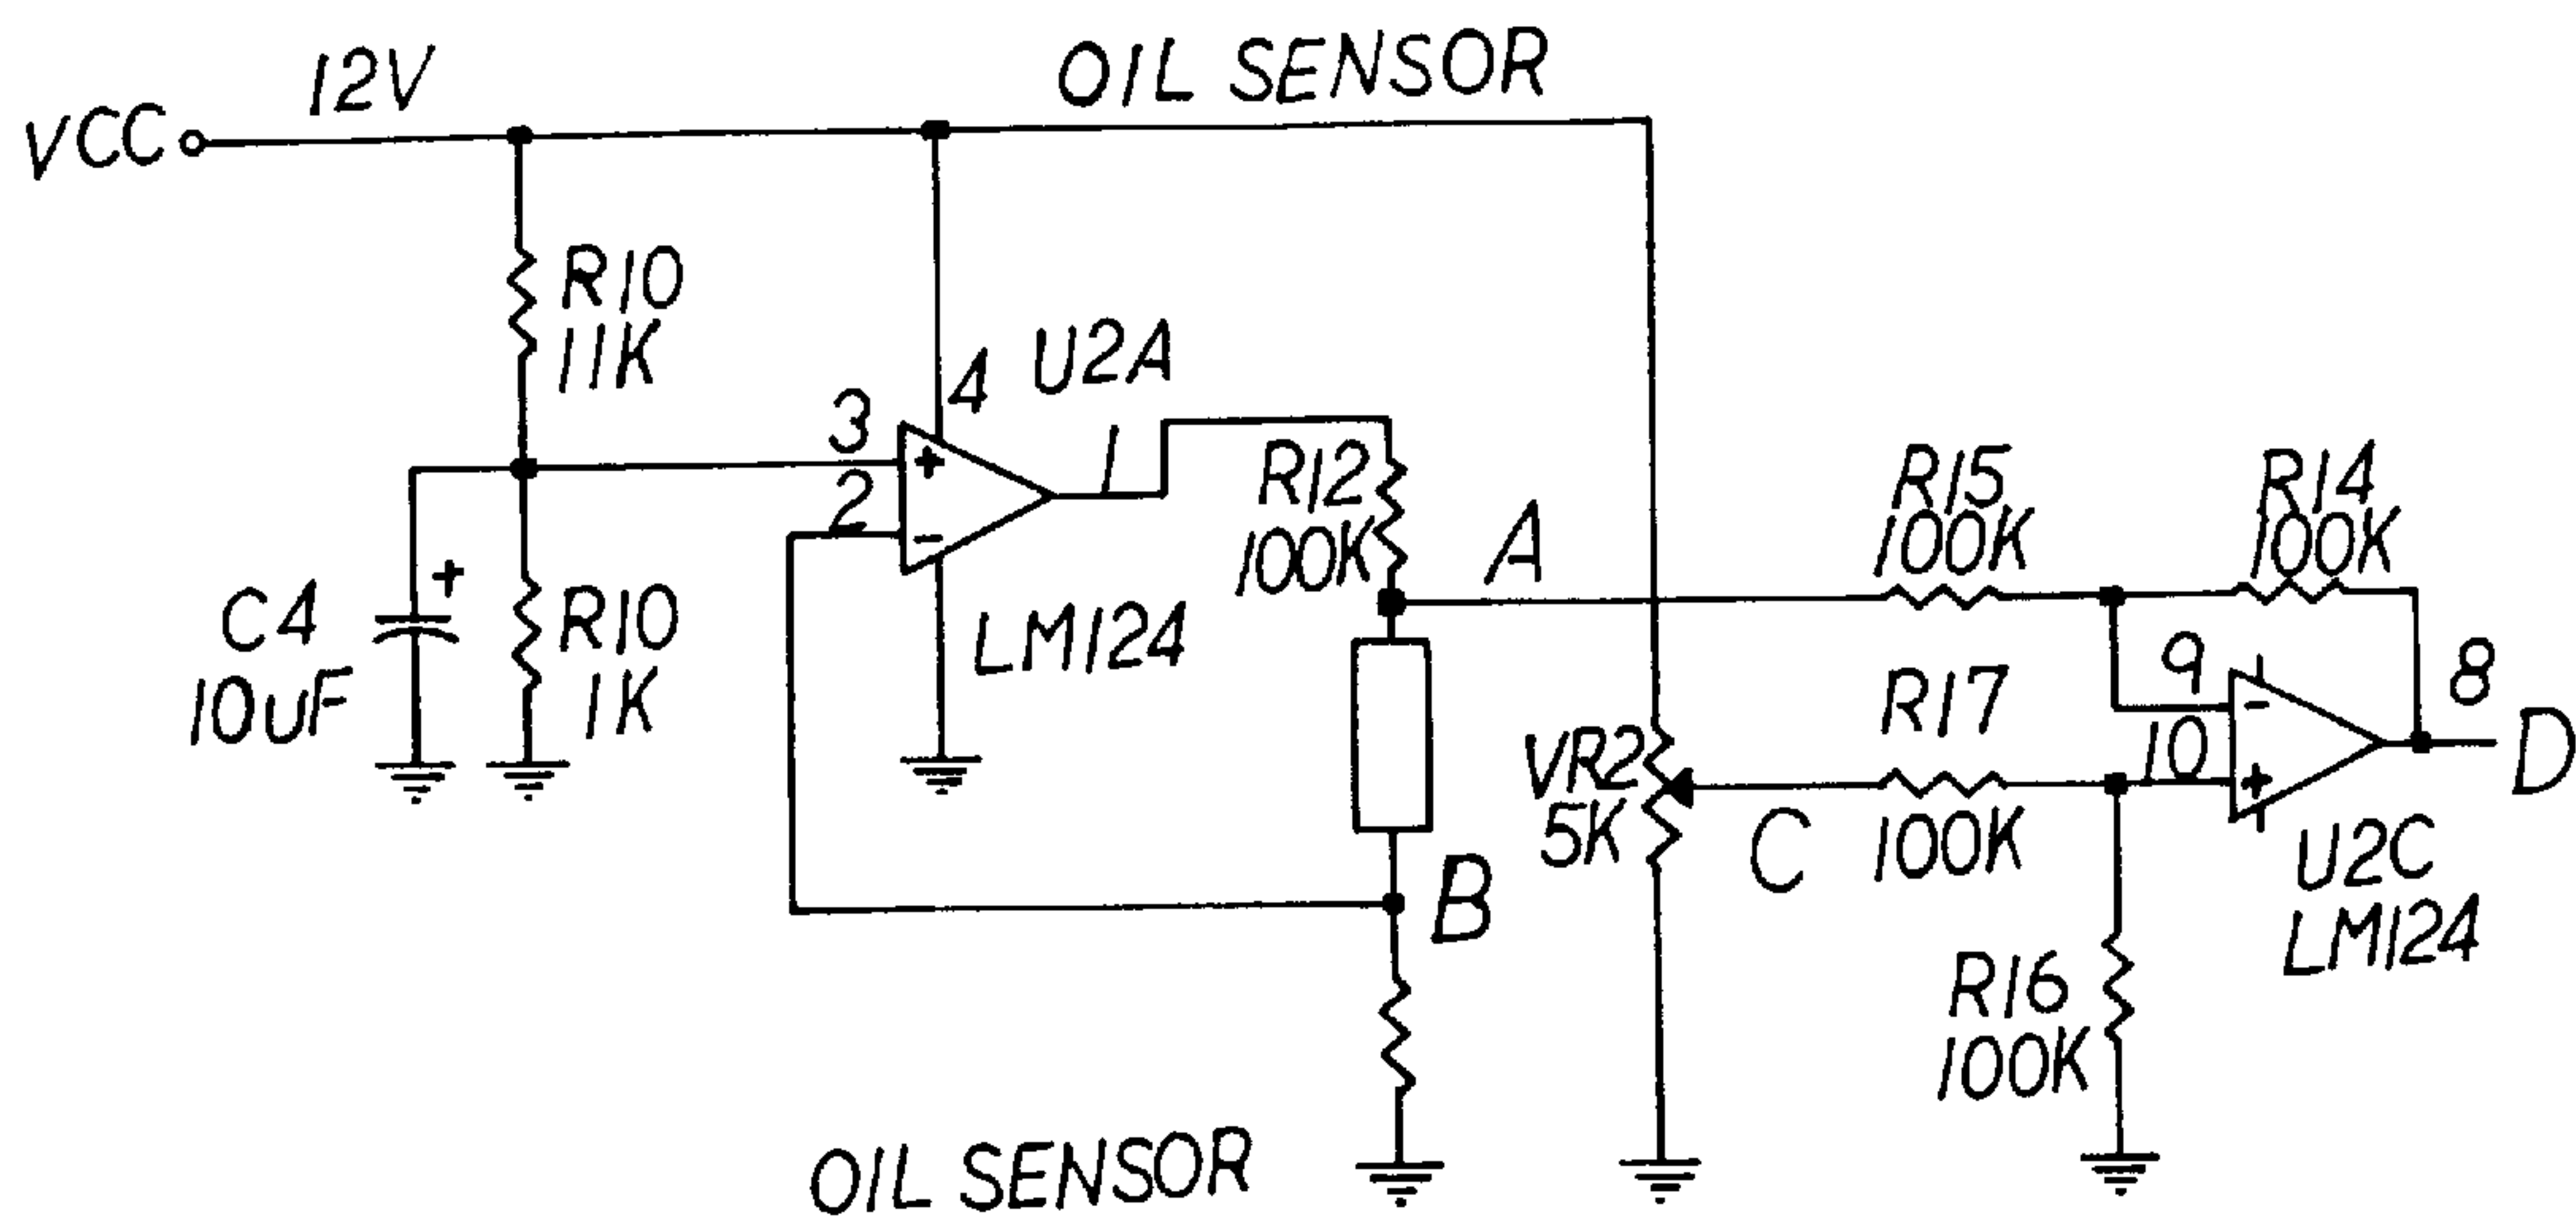 OIL SENSOR
12V
VCC
R10
11K
U2A
4
3
2
1
R12
100K
A
R15
100K
R14
100K
+
-
C4
+
10uF
R10
1K
LM124
9
8
-
R17
VR2
5K
10
+
D
C
100K
B
U2C
LM124
R16
100K
OIL SENSOR